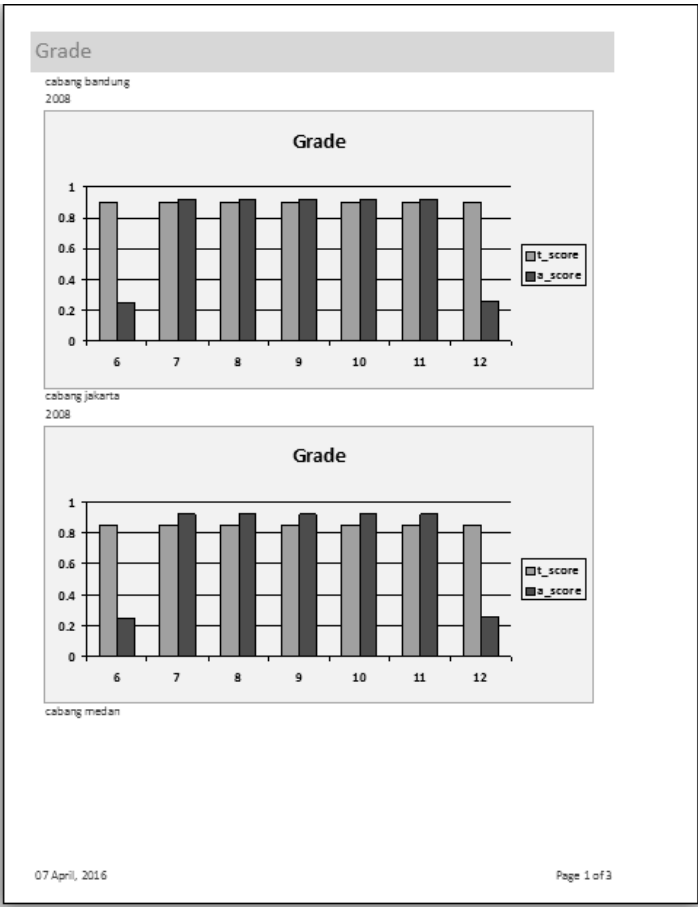 Grade
cabang bandung
2008
Grade
1
0.8
0.6
0.4
0.2
0
6 7 8 9 10 11 12
t_score
a_score
cabang jakarta
2008
Grade
1
0.8
0.6
0.4
0.2
0
6 7 8 9 10 11 12
t_score
a_score
cabang medan
07 April, 2016 Page 1 of 3